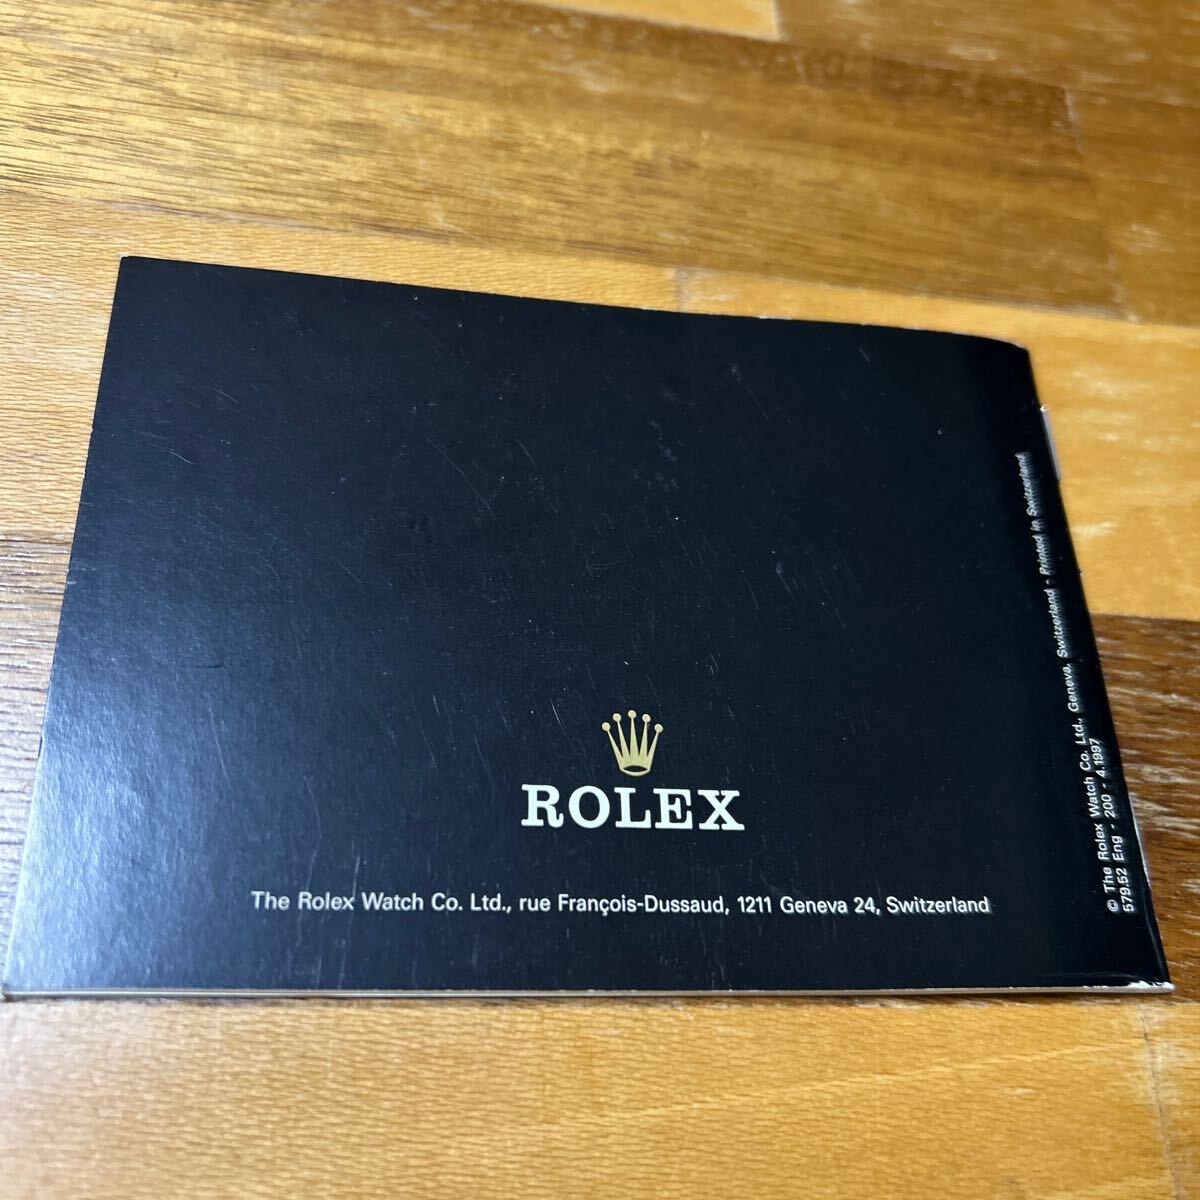 ROLEX
The Rolex Watch Co. Ltd., rue François-Dussaud, 1211 Geneva 24, Switzerland
© The Rolex Watch Co. Ltd., Geneva, Switzerland - Printed in Switzerland
579.52 Eng - 200 - 4.1997